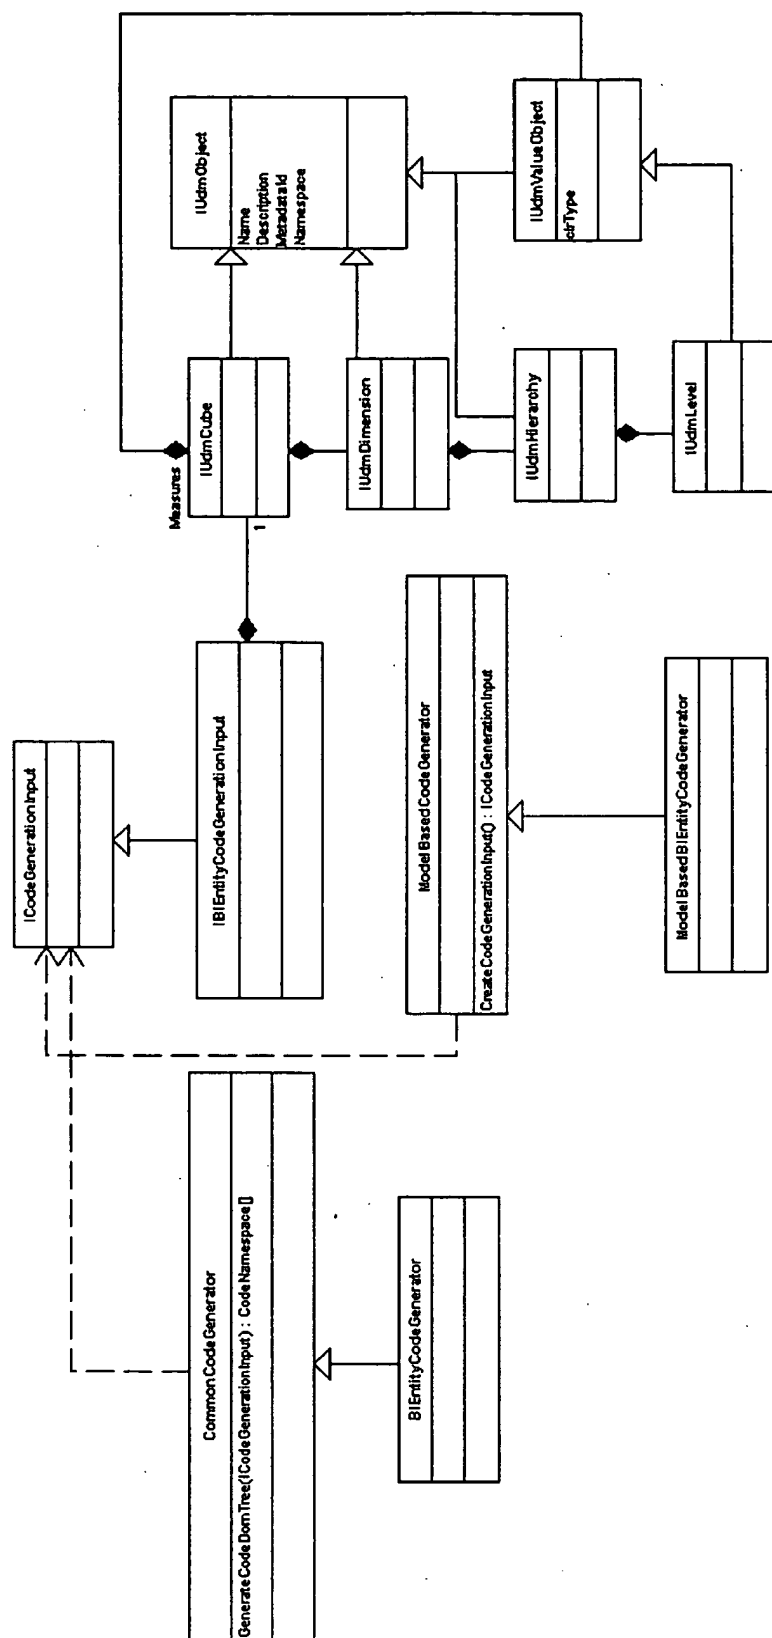 IUdmObject
Name
Description
MetadataId
Namespace
IUdmValueObject
clrType
Measures
IUdmCube
1
IUdmDimension
IUdmHierarchy
IUdmLevel
ICodeGenerationInput
IBIEntityCodeGenerationInput
ModelBasedCodeGenerator
CreateCodeGenerationInput() : ICodeGenerationInput
ModelBasedBIEntityCodeGenerator
CommonCodeGenerator
GenerateCodeDomTree(ICodeGenerationInput) : CodeNamespace[]
BIEntityCodeGenerator